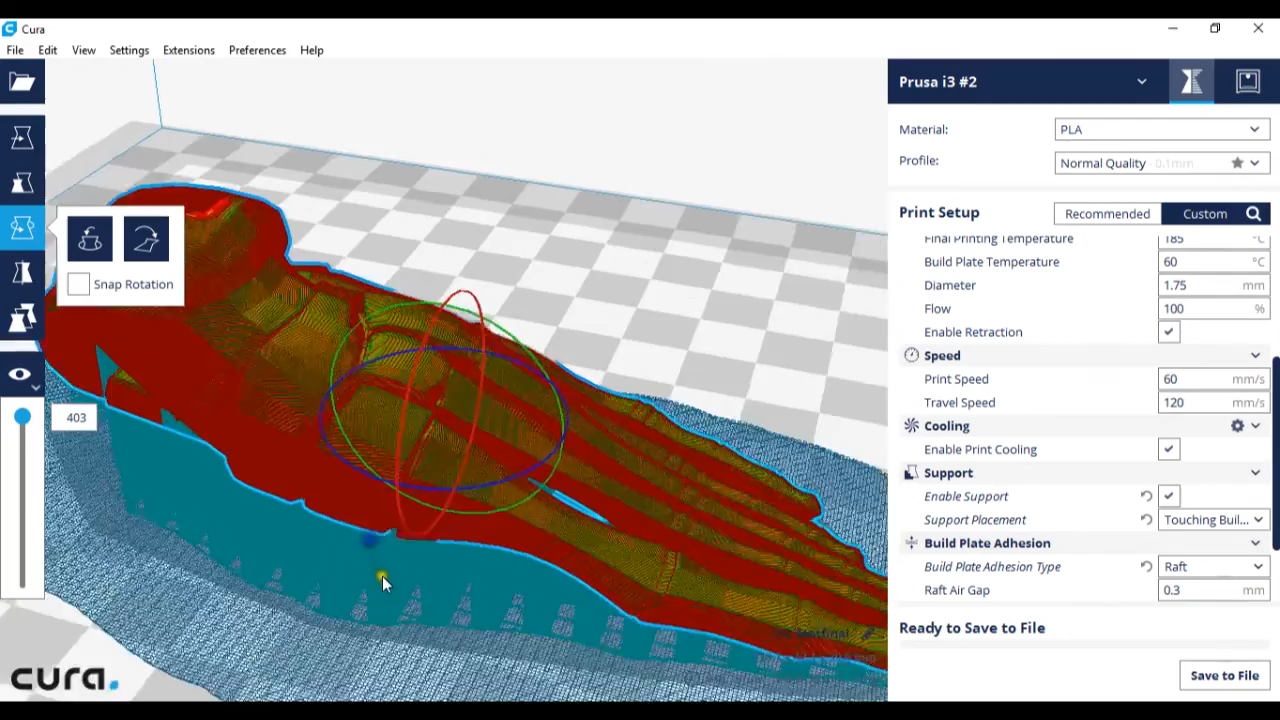 Cura
File Edit View Settings Extensions Preferences Help
Prusa i3 #2
Material: PLA
Profile: Normal Quality - 0.1mm
Print Setup Recommended Custom
Final Printing Temperature 185 °C
Build Plate Temperature 60 °C
Diameter 1.75 mm
Flow 100 %
Enable Retraction
Speed
Print Speed 60 mm/s
Travel Speed 120 mm/s
Cooling
Enable Print Cooling
Support
Enable Support
Support Placement Touching Buil...
Build Plate Adhesion
Build Plate Adhesion Type Raft
Raft Air Gap 0.3 mm
Ready to Save to File
Save to File
Snap Rotation
403
cura.